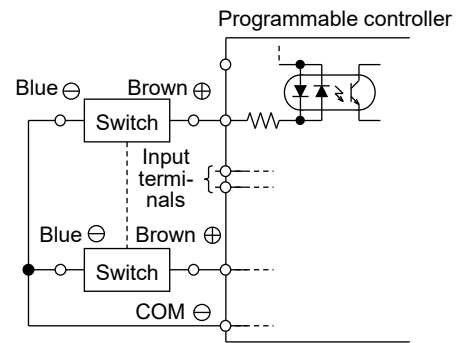 Programmable controller
Blue ⊖ Brown ⊕
Switch
Input
termi-
nals
Blue ⊖ Brown ⊕
Switch
COM ⊖